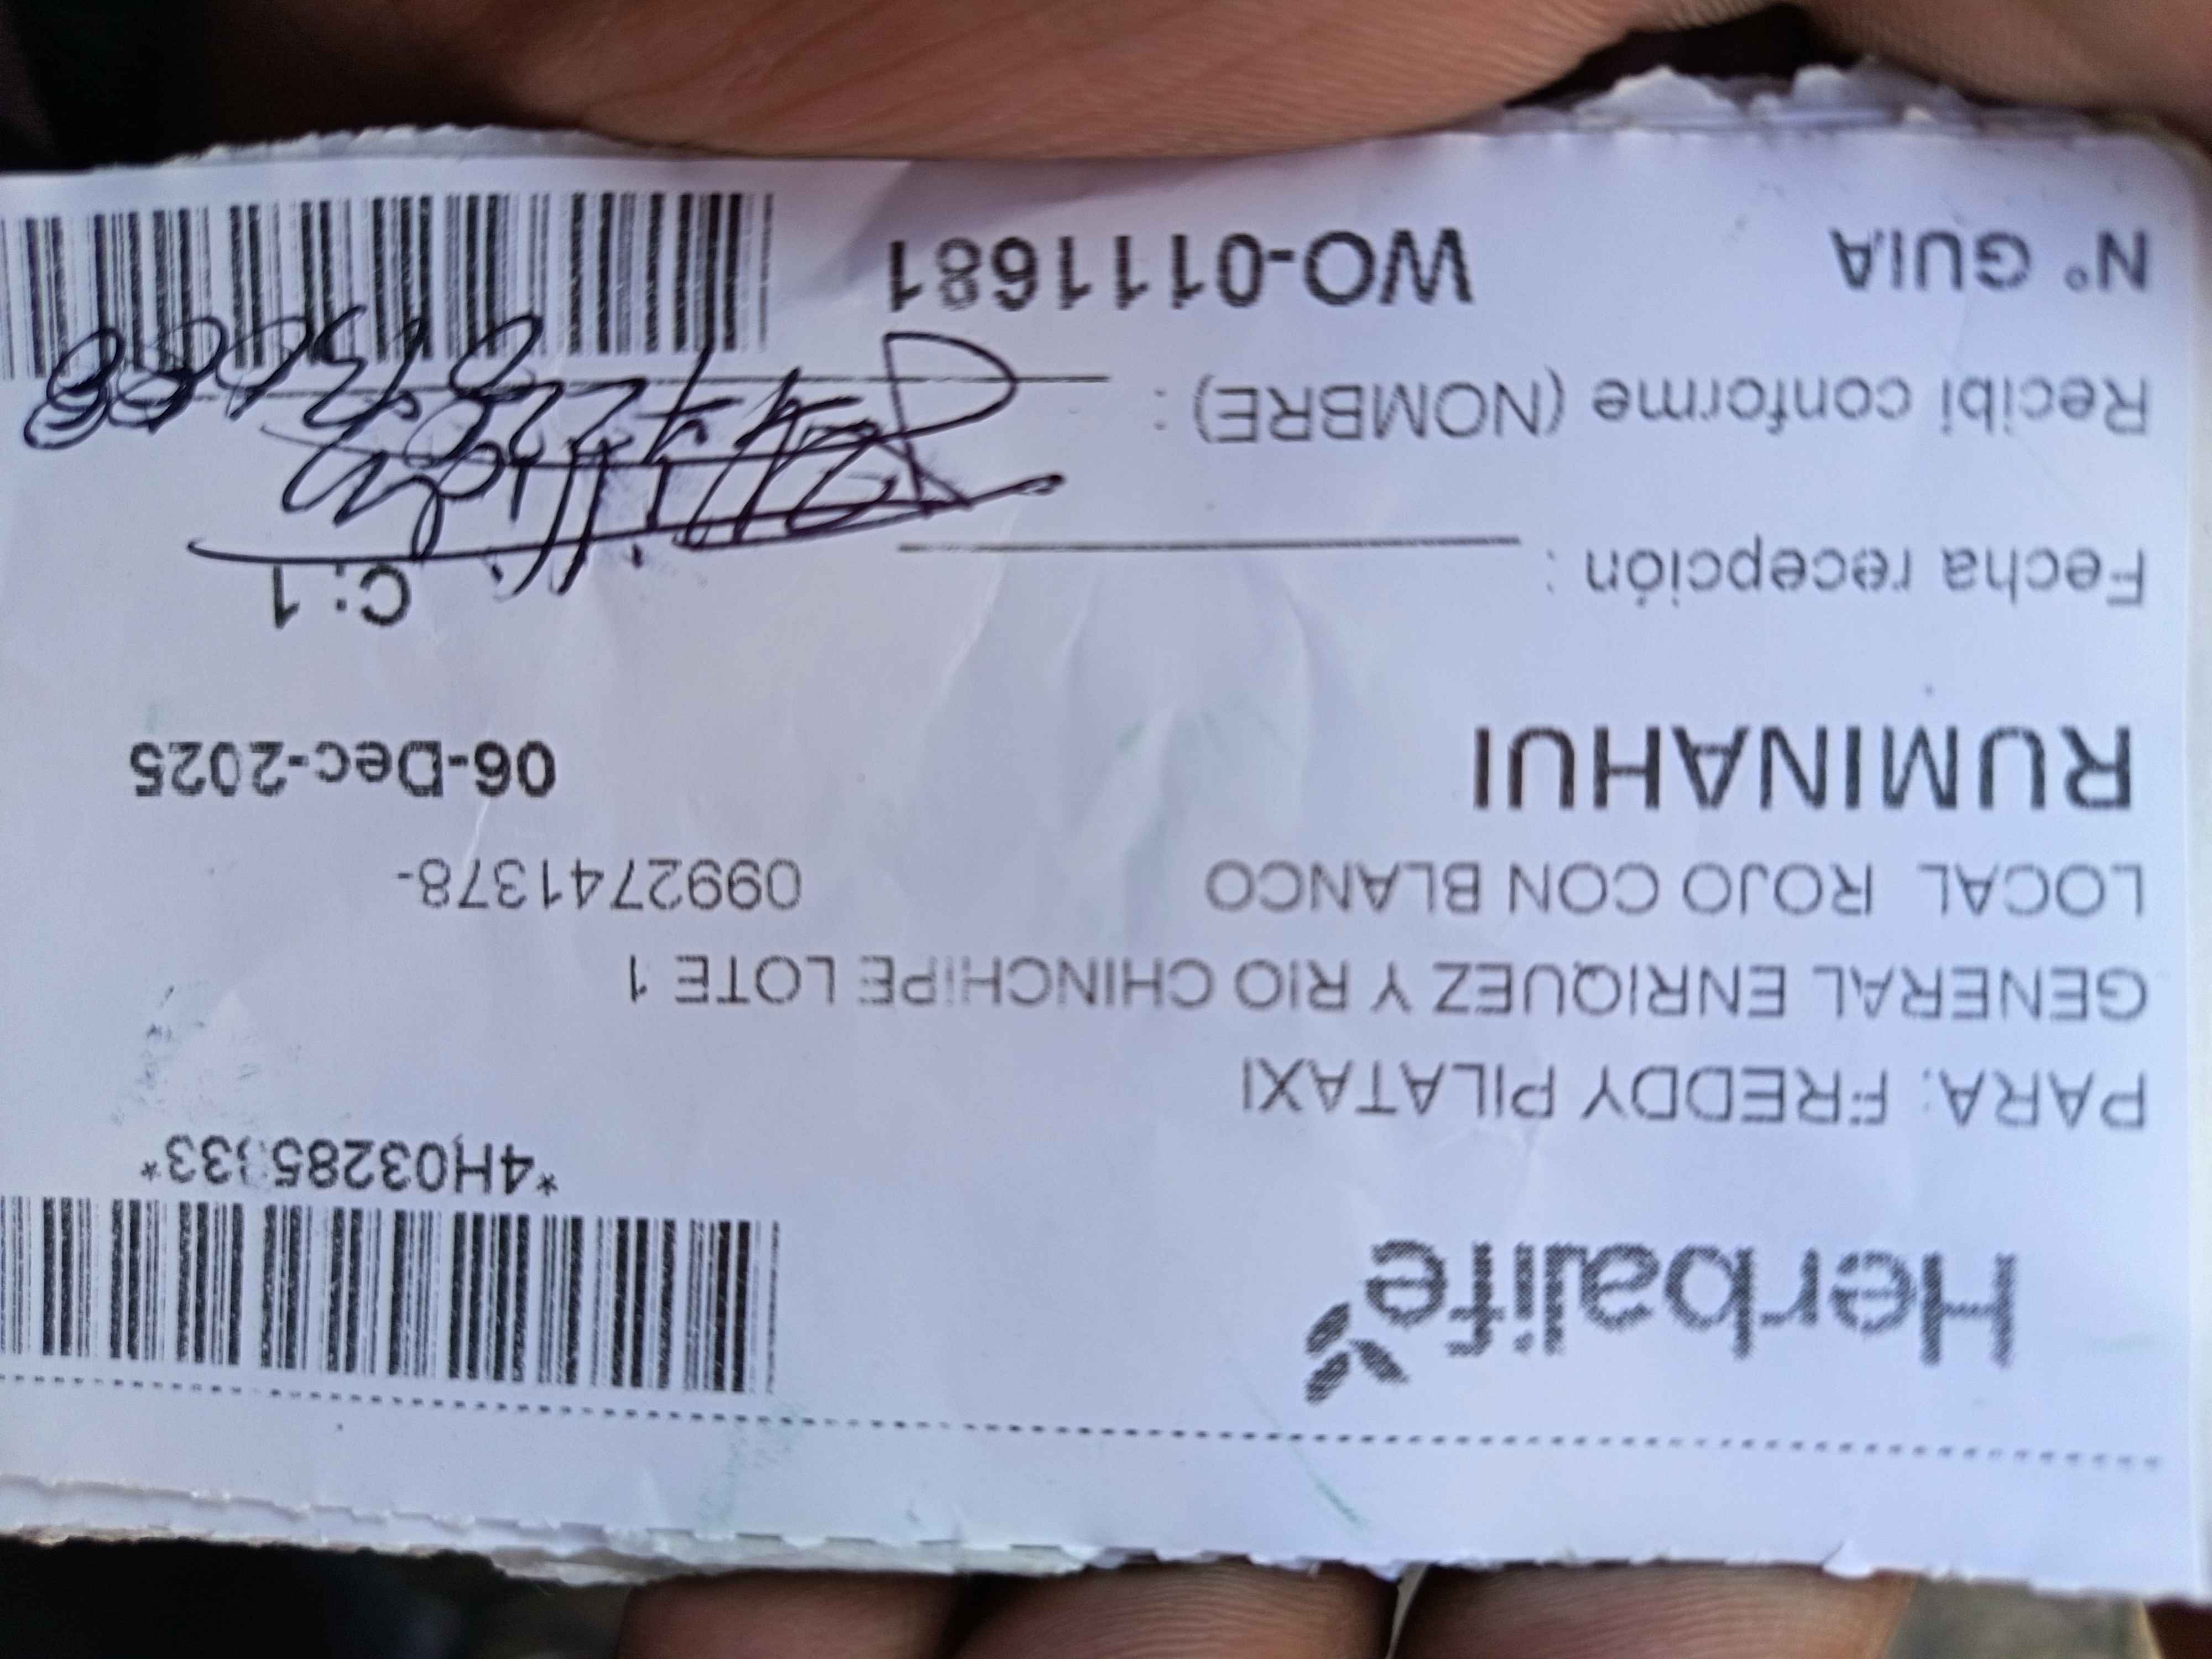 Herbalife
*4H03285333*
PARA: FREDDY PILATAXI
GENERAL ENRIQUEZ Y RIO CHINCHIPE LOTE 1
LOCAL ROJO CON BLANCO 0992741378-
RUMINAHUI 06-Dec-2025
C: 1
Fecha recepción :
Recibi conforme (NOMBRE) :
N° GUIA WO-0111681